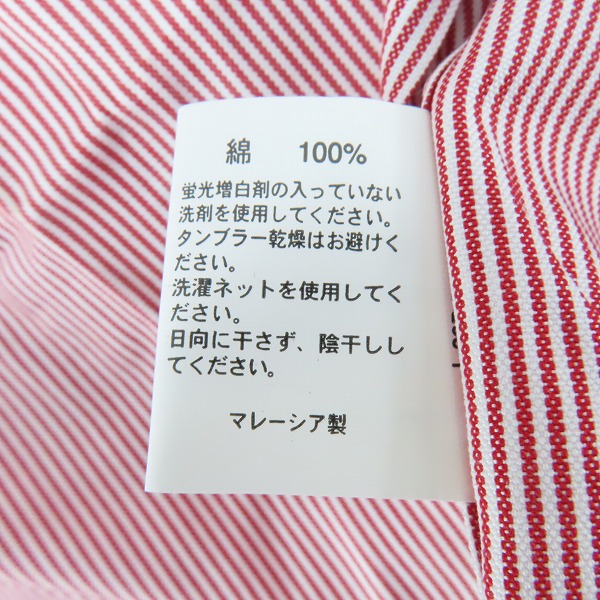 綿 100%
蛍光増白剤の入っていない
洗剤を使用してください。
タンブラー乾燥はお避けく
ださい。
洗濯ネットを使用してく
ださい。
日向に干さず、陰干しし
てください。
マレーシア製